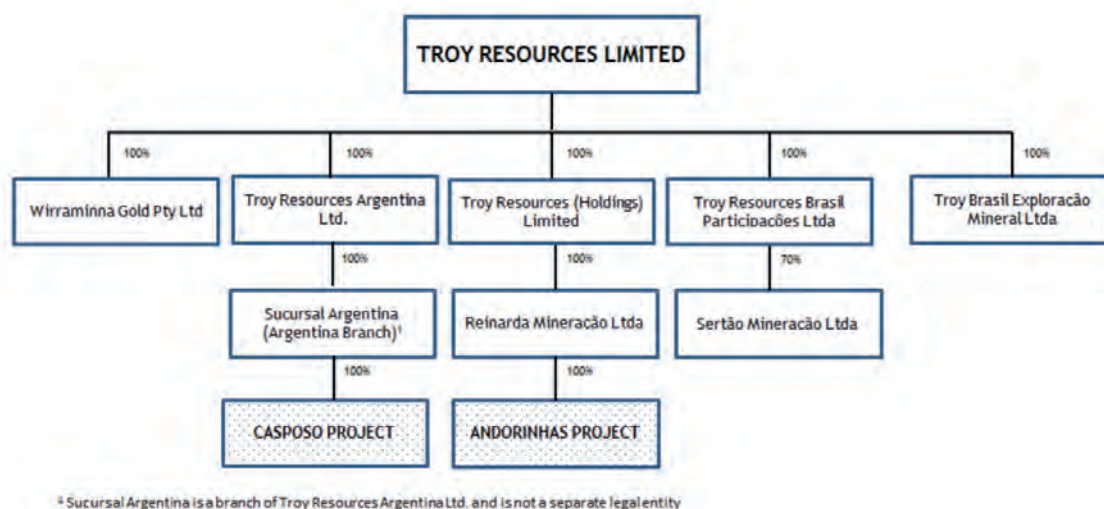 TROY RESOURCES LIMITED
100%
100%
100%
100%
100%
Wirraminna Gold Pty Ltd
Troy Resources Argentina
Ltd.
Troy Resources (Holdings)
Limited
Troy Resources Brasil
Participacões Ltda
Troy Brasil Exploracão
Mineral Ltda
100%
100%
70%
Sucursal Argentina
(Argentina Branch)¹
Reinarda Mineracão Ltda
Sertão Mineracão Ltda
100%
100%
CASPOSO PROJECT
ANDORINHAS PROJECT
¹ Sucursal Argentina is a branch of Troy Resources Argentina Ltd. and is not a separate legal entity